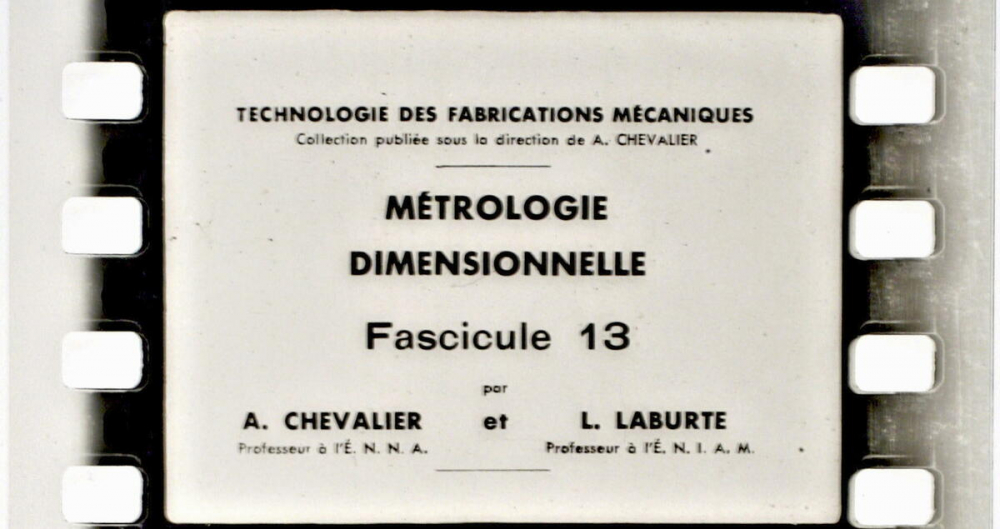 TECHNOLOGIE DES FABRICATIONS MÉCANIQUES
Collection publiée sous la direction de A. CHEVALIER
MÉTROLOGIE
DIMENSIONNELLE
Fascicule 13
par
A. CHEVALIER et L. LABURTE
Professeur à l'É. N. N. A. Professeur à l'É. N. I. A. M.